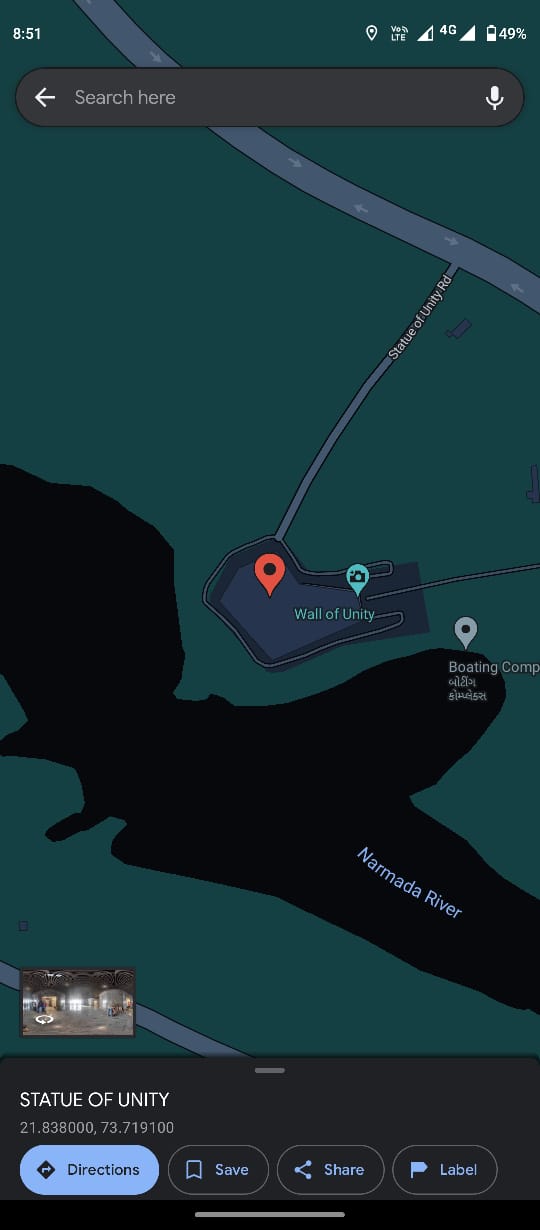 8:51
Vo LTE
4G
49%
Search here
Statue of Unity Rd
Wall of Unity
Boating Comp
બોટીંગ
કોમ્પ્લેક્સ
Narmada River
STATUE OF UNITY
21.838000, 73.719100
Directions
Save
Share
Label